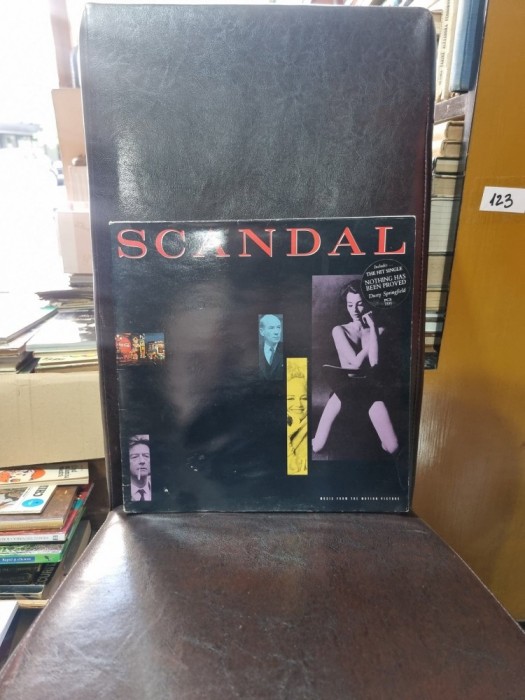 SCANDAL
Includes
THE HIT SINGLE
NOTHING HAS
BEEN PROVED
Dusty Springfield
MUSIC FROM THE MOTION PICTURE
123